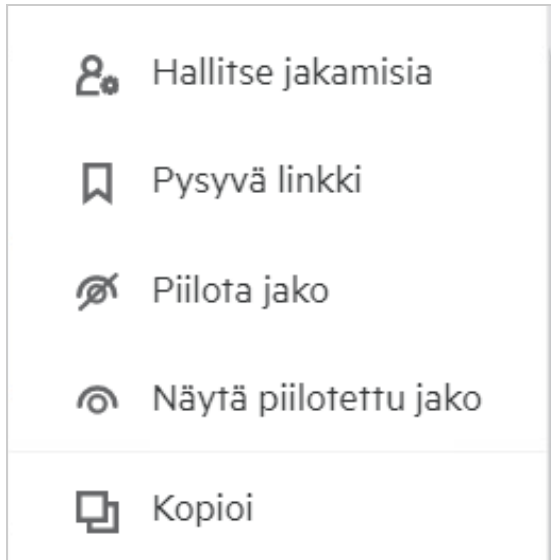 Hallitse jakamisia
Pysyvä linkki
Piilota jako
Näytä piilotettu jako
Kopioi